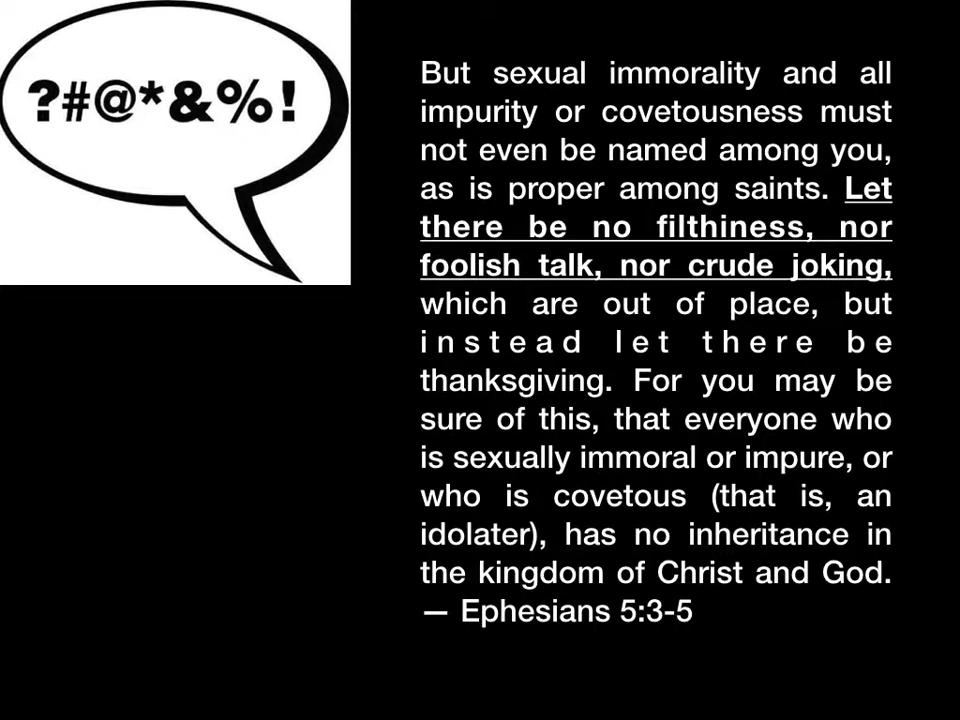 ?#@*&%!
But sexual immorality and all
impurity or covetousness must
not even be named among you,
as is proper among saints. Let
there be no filthiness, nor
foolish talk, nor crude joking,
which are out of place, but
instead let there be
thanksgiving. For you may be
sure of this, that everyone who
is sexually immoral or impure, or
who is covetous (that is, an
idolater), has no inheritance in
the kingdom of Christ and God.
— Ephesians 5:3-5